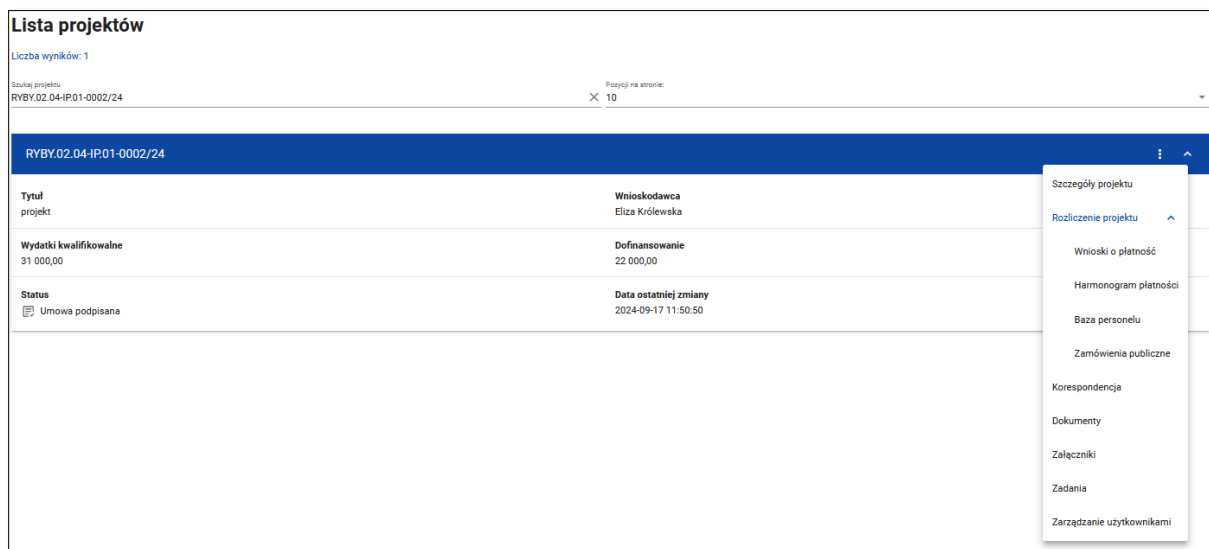 Lista projektów
Liczba wyników: 1
Szukaj projektu
RYBY.02.04-IP.01-0002/24
Pozycji na stronie:
10
RYBY.02.04-IP.01-0002/24
Tytuł
projekt
Wnioskodawca
Eliza Królewska
Wydatki kwalifikowalne
31 000,00
Dofinansowanie
22 000,00
Status
Umowa podpisana
Data ostatniej zmiany
2024-09-17 11:50:50
Szczegóły projektu
Rozliczenie projektu
Wnioski o płatność
Harmonogram płatności
Baza personelu
Zamówienia publiczne
Korespondencja
Dokumenty
Załączniki
Zadania
Zarządzanie użytkownikami